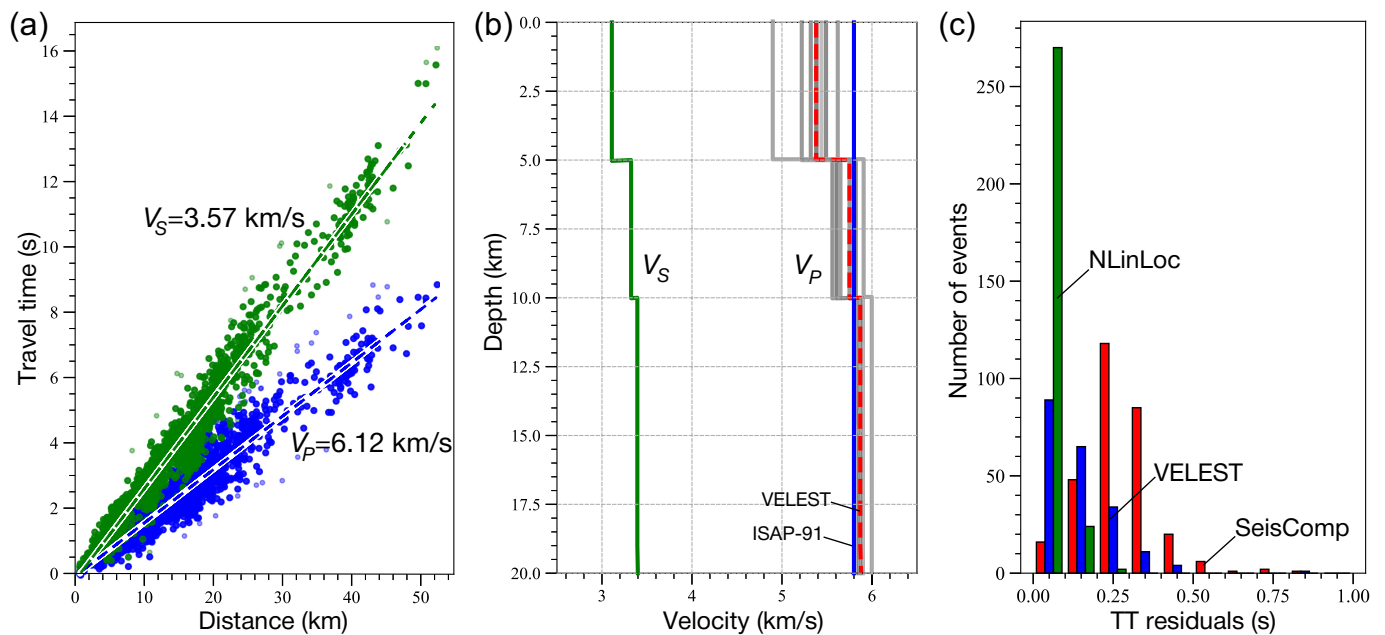 (a)
16
14
12
10
8
6
4
2
0
Travel time (s)
V_S=3.57 km/s
V_P=6.12 km/s
0 10 20 30 40 50
Distance (km)
(b)
0.0
2.5
5.0
7.5
10.0
12.5
15.0
17.5
20.0
Depth (km)
V_S
V_P
VELEST
ISAP-91
3 4 5 6
Velocity (km/s)
(c)
250
200
150
100
50
0
Number of events
NLinLoc
VELEST
SeisComp
0.00 0.25 0.50 0.75 1.00
TT residuals (s)